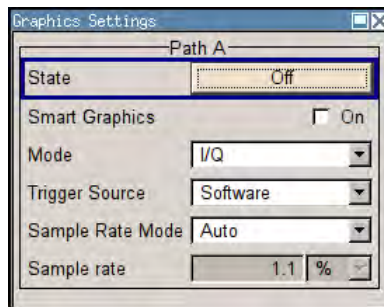 Graphics Settings
Path A
State Off
Smart Graphics On
Mode I/Q
Trigger Source Software
Sample Rate Mode Auto
Sample rate 1.1 %